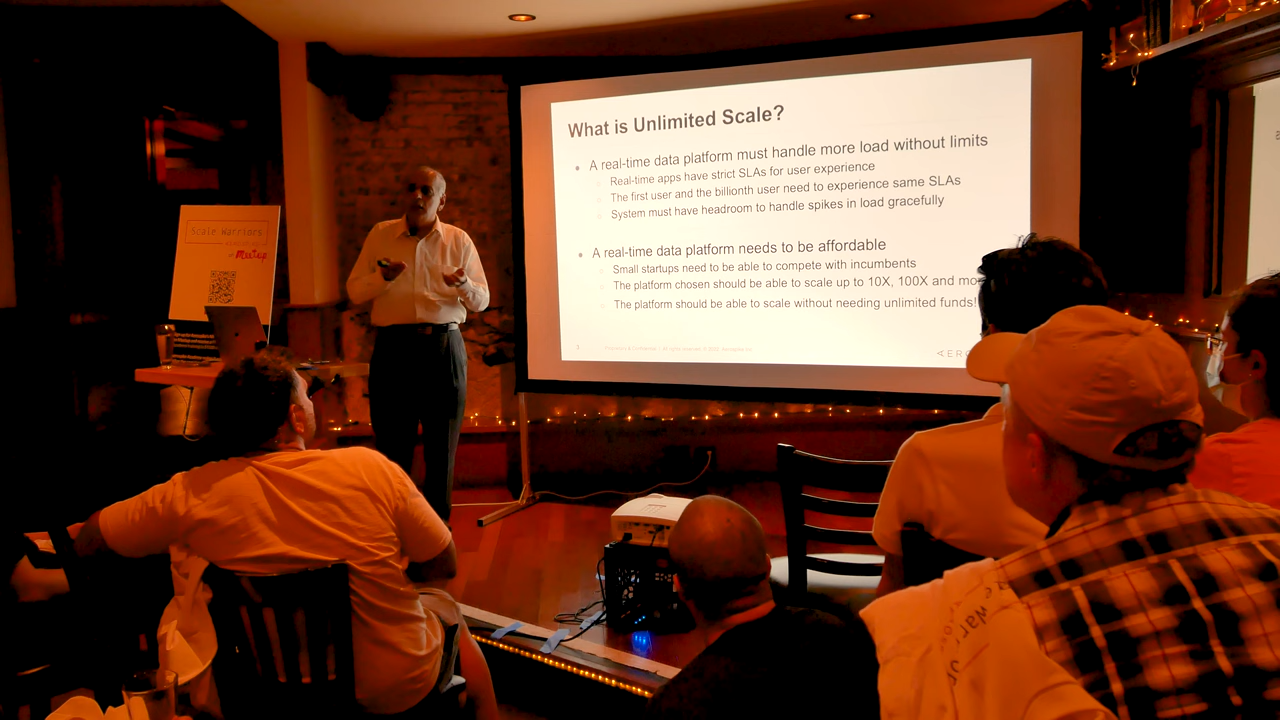 What is Unlimited Scale?
A real-time data platform must handle more load without limits
Real-time apps have strict SLAs for user experience
The first user and the billionth user need to experience same SLAs
System must have headroom to handle spikes in load gracefully
A real-time data platform needs to be affordable
Small startups need to be able to compete with incumbents
The platform chosen should be able to scale up to 10X, 100X and mo
The platform should be able to scale without needing unlimited funds!
AERO
Scale Warriors
Meetup